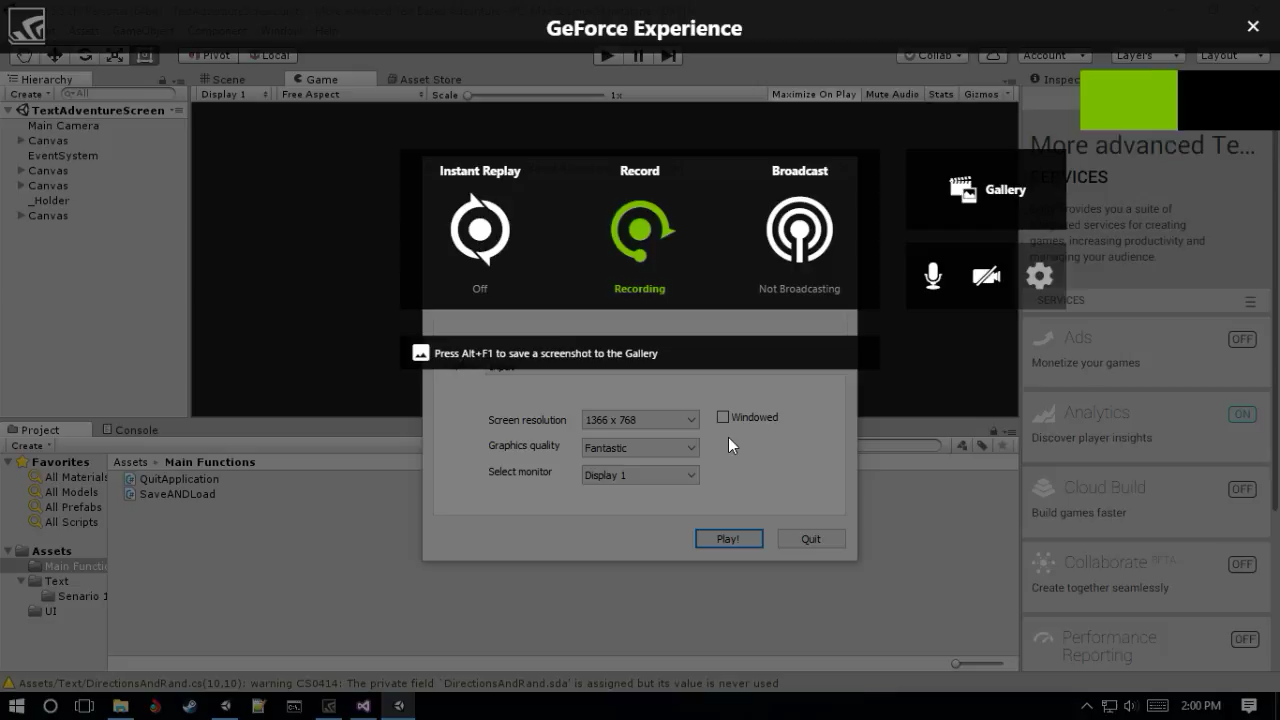 GeForce Experience
Pivot
Local
Collab
Account
Layers
Layout
Hierarchy
Scene
Game
Asset Store
Create
All
Display 1
Free Aspect
Scale
1x
Maximize On Play
Mute Audio
Stats
Gizmos
TextAdventureScreen
Main Camera
Canvas
EventSystem
Canvas
Canvas
_Holder
Canvas
Instant Replay
Record
Broadcast
Off
Recording
Not Broadcasting
Gallery
Press Alt+F1 to save a screenshot to the Gallery
Input
Screen resolution
1366 x 768
Windowed
Graphics quality
Fantastic
Select monitor
Display 1
Play!
Quit
More advanced Te...
SERVICES
provides you a suite of
integrated services for creating
games, increasing productivity and
managing your audience.
SERVICES
Ads
OFF
Monetize your games
Analytics
ON
Discover player insights
Cloud Build
OFF
Build games faster
Collaborate BETA
OFF
Create together seamlessly
Performance
Reporting
OFF
Project
Console
Create
Favorites
All Materials
All Models
All Prefabs
All Scripts
Assets
Main Functi
Text
Senario 1
UI
Assets
Main Functions
QuitApplication
SaveANDLoad
Assets/Text/DirectionsAndRand.cs(10,10): warning CS0414: The private field `DirectionsAndRand.sda' is assigned but its value is never used
2:00 PM